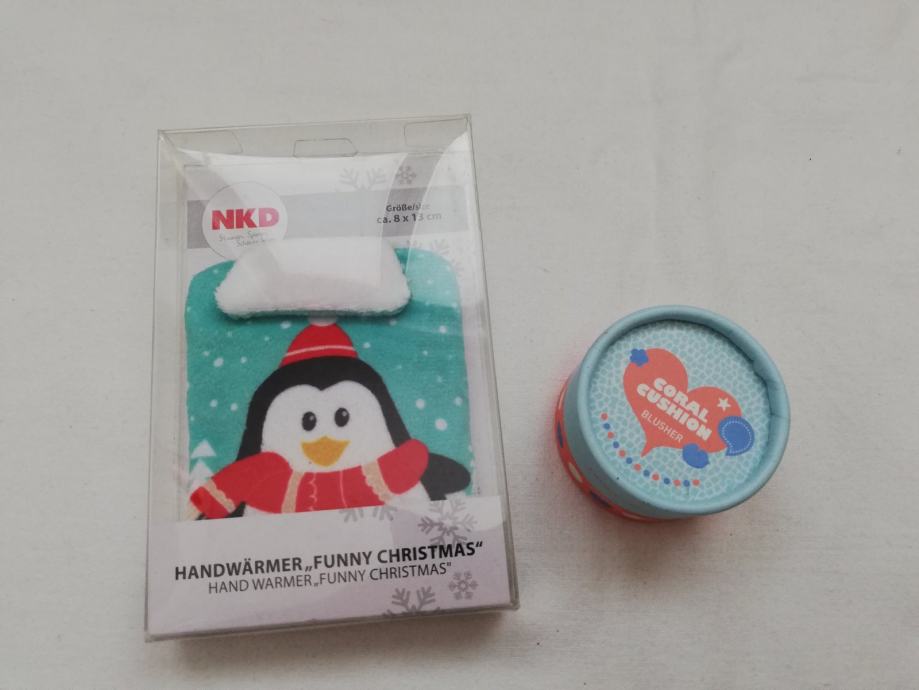 NKD
Größe/size
ca. 8 x 13 cm
HANDWÄRMER „FUNNY CHRISTMAS“
HAND WARMER „FUNNY CHRISTMAS"
CORAL
CUSHION
BLUSHER